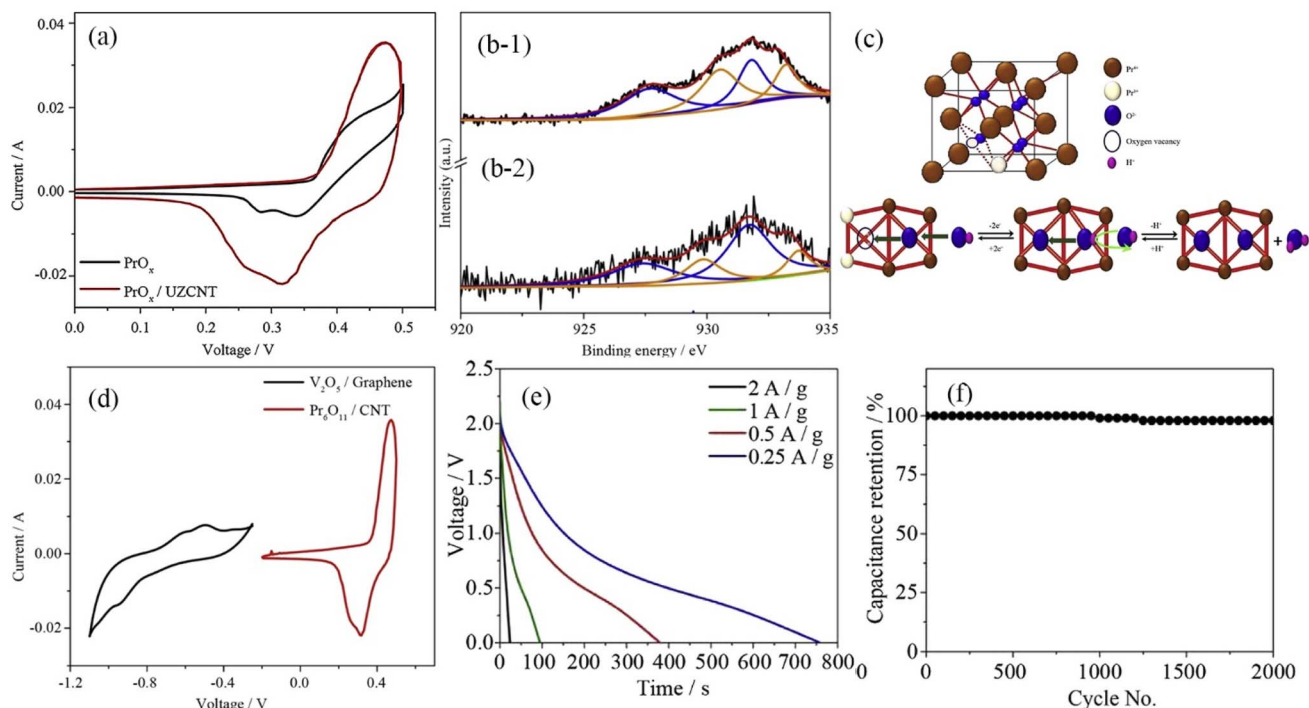 (a)
0.04
0.02
0.00
-0.02
Current / A
PrOₓ
PrOₓ / UZCNT
0.0 0.1 0.2 0.3 0.4 0.5
Voltage / V
(b-1)
(b-2)
Intensity (a.u.)
920 925 930 935
Binding energy / eV
(c)
Pr⁴⁺
Pr³⁺
O²⁻
Oxygen vacancy
H⁺
-2e⁻
+2e⁻
-H⁺
+H⁺
+
(d)
V₂O₅ / Graphene
Pr₆O₁₁ / CNT
0.04
0.02
0.00
-0.02
Current / A
-1.2 -0.8 -0.4 0.0 0.4
Voltage / V
(e)
2 A / g
1 A / g
0.5 A / g
0.25 A / g
2.5
2.0
1.5
1.0
0.5
0.0
Voltage / V
0 100 200 300 400 500 600 700 800
Time / s
(f)
100
75
50
25
0
Capacitance retention / %
0 500 1000 1500 2000
Cycle No.